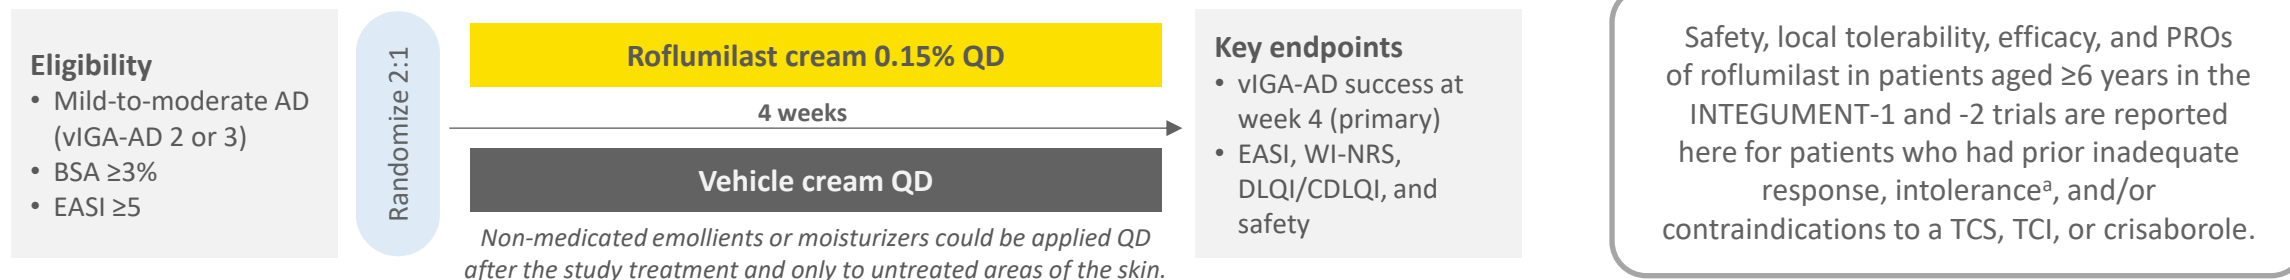 Eligibility
• Mild-to-moderate AD
(vIGA-AD 2 or 3)
• BSA ≥3%
• EASI ≥5
Randomize 2:1
Roflumilast cream 0.15% QD
4 weeks
Vehicle cream QD
Non-medicated emollients or moisturizers could be applied QD
after the study treatment and only to untreated areas of the skin.
Key endpoints
• vIGA-AD success at
week 4 (primary)
• EASI, WI-NRS,
DLQI/CDLQI, and
safety
Safety, local tolerability, efficacy, and PROs
of roflumilast in patients aged ≥6 years in the
INTEGUMENT-1 and -2 trials are reported
here for patients who had prior inadequate
response, intoleranceᵃ, and/or
contraindications to a TCS, TCI, or crisaborole.